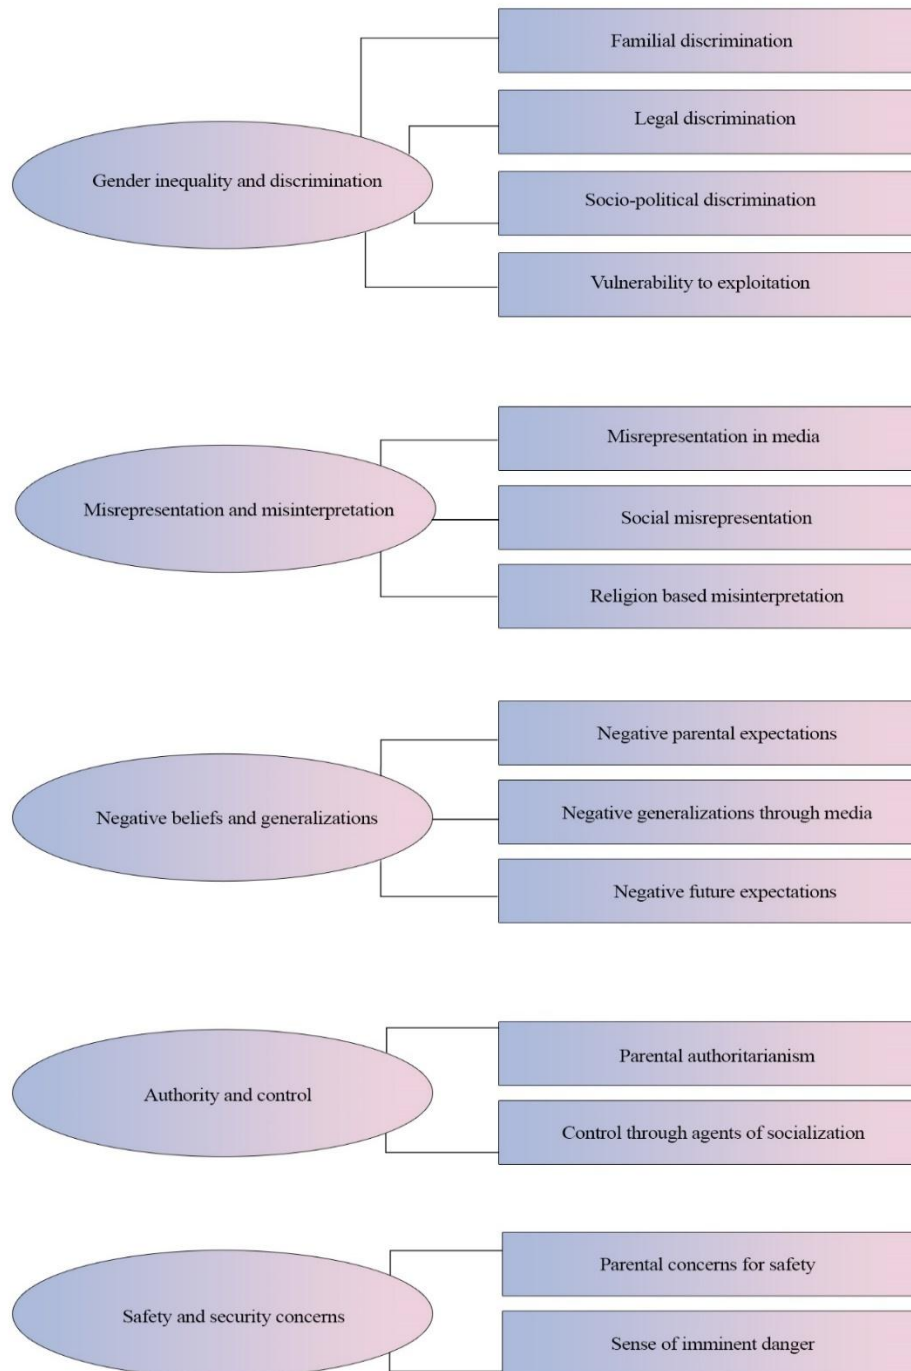 Gender inequality and discrimination
Familial discrimination
Legal discrimination
Socio-political discrimination
Vulnerability to exploitation
Misrepresentation and misinterpretation
Misrepresentation in media
Social misrepresentation
Religion based misinterpretation
Negative beliefs and generalizations
Negative parental expectations
Negative generalizations through media
Negative future expectations
Authority and control
Parental authoritarianism
Control through agents of socialization
Safety and security concerns
Parental concerns for safety
Sense of imminent danger